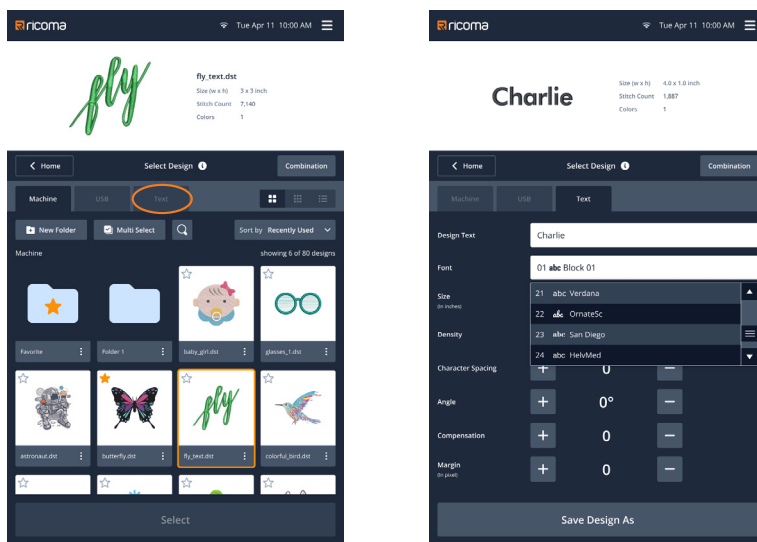 ricoma
Tue Apr 11 10:00 AM
fly
fly_text.dst
Size (w x h) 3 x 3 inch
Stitch Count 7,140
Colors 1
Home
Select Design
Combination
Machine
USB
Text
New Folder
Multi Select
Sort by Recently Used
Machine
showing 6 of 80 designs
Favorite
Folder 1
baby_girl.dst
glasses_1.dst
fly
astronaut.dst
butterfly.dst
fly_text.dst
colorful_bird.dst
Select
ricoma
Tue Apr 11 10:00 AM
Charlie
Size (w x h) 4.0 x 1.0 inch
Stitch Count 1,887
Colors 1
Home
Select Design
Combination
Machine
USB
Text
Design Text
Charlie
Font
01 abc Block 01
Size
(In inches)
21 abc Verdana
22 abc OrnateSc
Density
23 abc San Diego
24 abc HelvMed
Character Spacing
+ 0 −
Angle
+ 0° −
Compensation
+ 0 −
Margin
(In pixel)
+ 0 −
Save Design As